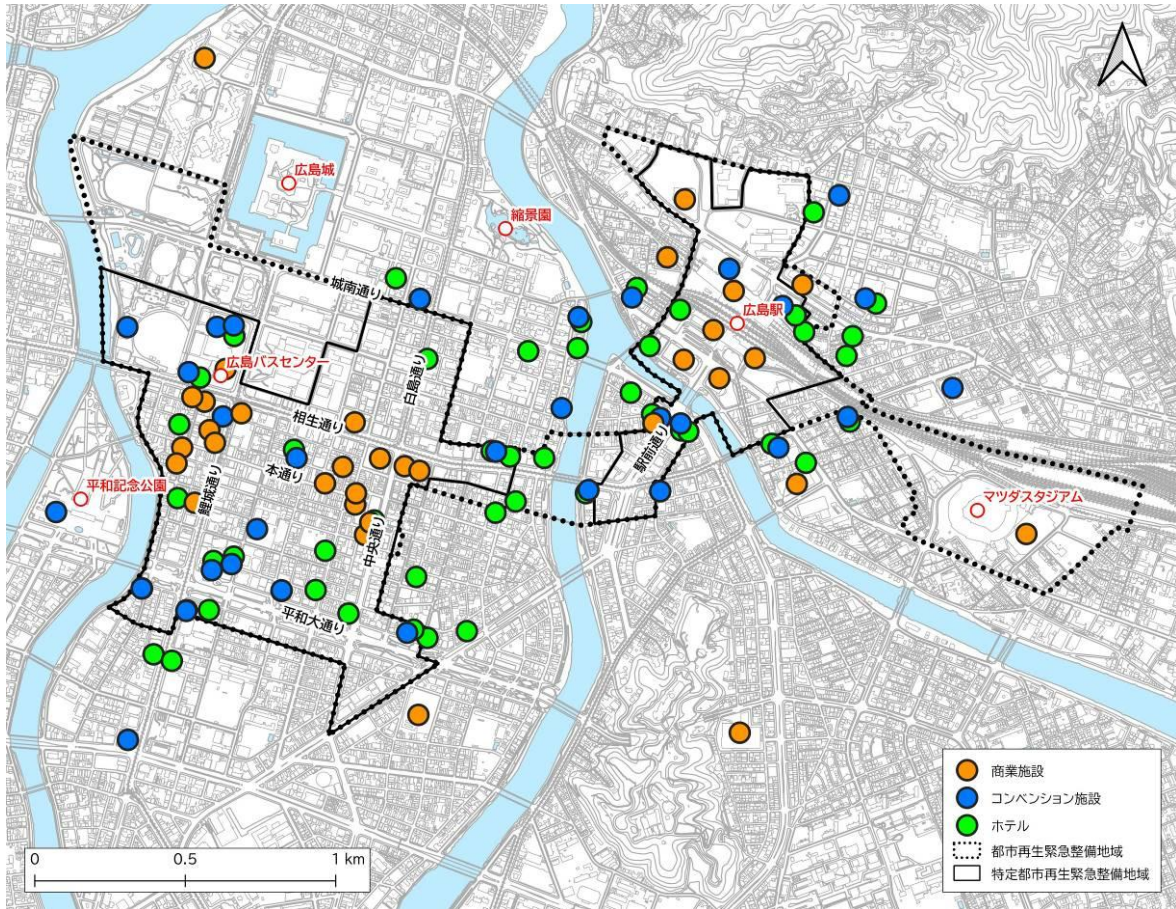 広島城
縮景園
城南通り
広島駅
広島バスセンター
白島通り
相生通り
駅前通り
本通り
鯉城通り
平和記念公園
マツダスタジアム
中央通り
平和大通り
商業施設
コンベンション施設
ホテル
都市再生緊急整備地域
特定都市再生緊急整備地域
0 0.5 1 km